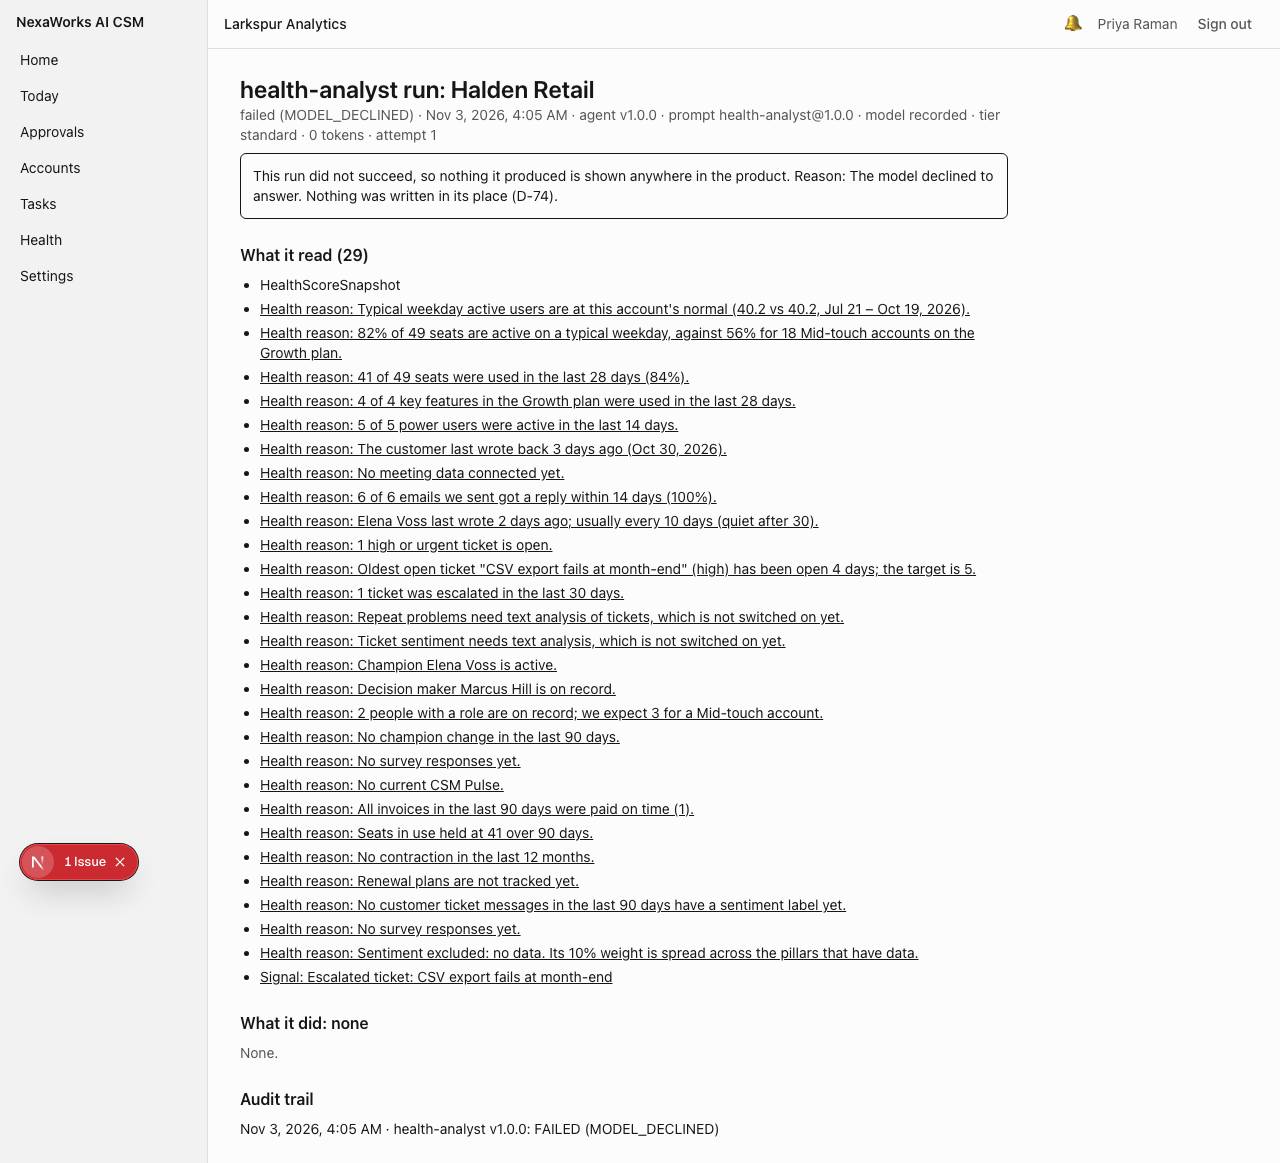 NexaWorks AI CSM
Home
Today
Approvals
Accounts
Tasks
Health
Settings
1 Issue
Larkspur Analytics
Priya Raman
Sign out
health-analyst run: Halden Retail
failed (MODEL_DECLINED) · Nov 3, 2026, 4:05 AM · agent v1.0.0 · prompt health-analyst@1.0.0 · model recorded · tier
standard · 0 tokens · attempt 1
This run did not succeed, so nothing it produced is shown anywhere in the product. Reason: The model declined to
answer. Nothing was written in its place (D-74).
What it read (29)
HealthScoreSnapshot
Health reason: Typical weekday active users are at this account's normal (40.2 vs 40.2, Jul 21 – Oct 19, 2026).
Health reason: 82% of 49 seats are active on a typical weekday, against 56% for 18 Mid-touch accounts on the
Growth plan.
Health reason: 41 of 49 seats were used in the last 28 days (84%).
Health reason: 4 of 4 key features in the Growth plan were used in the last 28 days.
Health reason: 5 of 5 power users were active in the last 14 days.
Health reason: The customer last wrote back 3 days ago (Oct 30, 2026).
Health reason: No meeting data connected yet.
Health reason: 6 of 6 emails we sent got a reply within 14 days (100%).
Health reason: Elena Voss last wrote 2 days ago; usually every 10 days (quiet after 30).
Health reason: 1 high or urgent ticket is open.
Health reason: Oldest open ticket "CSV export fails at month-end" (high) has been open 4 days; the target is 5.
Health reason: 1 ticket was escalated in the last 30 days.
Health reason: Repeat problems need text analysis of tickets, which is not switched on yet.
Health reason: Ticket sentiment needs text analysis, which is not switched on yet.
Health reason: Champion Elena Voss is active.
Health reason: Decision maker Marcus Hill is on record.
Health reason: 2 people with a role are on record; we expect 3 for a Mid-touch account.
Health reason: No champion change in the last 90 days.
Health reason: No survey responses yet.
Health reason: No current CSM Pulse.
Health reason: All invoices in the last 90 days were paid on time (1).
Health reason: Seats in use held at 41 over 90 days.
Health reason: No contraction in the last 12 months.
Health reason: Renewal plans are not tracked yet.
Health reason: No customer ticket messages in the last 90 days have a sentiment label yet.
Health reason: No survey responses yet.
Health reason: Sentiment excluded: no data. Its 10% weight is spread across the pillars that have data.
Signal: Escalated ticket: CSV export fails at month-end
What it did: none
None.
Audit trail
Nov 3, 2026, 4:05 AM · health-analyst v1.0.0: FAILED (MODEL_DECLINED)